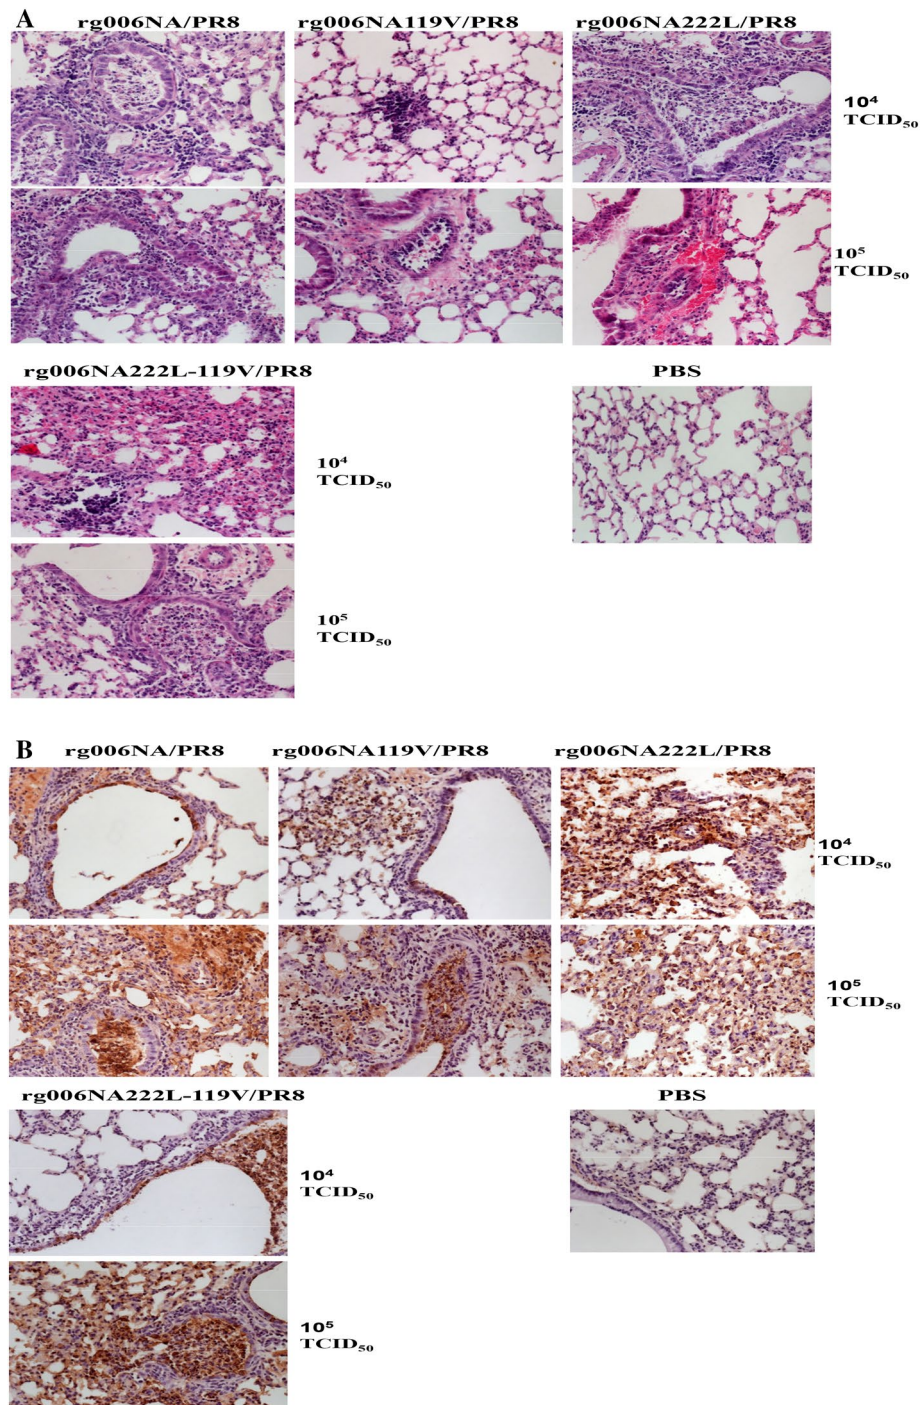 A
rg006NA/PR8 rg006NA119V/PR8 rg006NA222L/PR8
10⁴
TCID₅₀
10⁵
TCID₅₀
rg006NA222L-119V/PR8 PBS
10⁴
TCID₅₀
10⁵
TCID₅₀
B rg006NA/PR8 rg006NA119V/PR8 rg006NA222L/PR8
10⁴
TCID₅₀
10⁵
TCID₅₀
rg006NA222L-119V/PR8 PBS
10⁴
TCID₅₀
10⁵
TCID₅₀